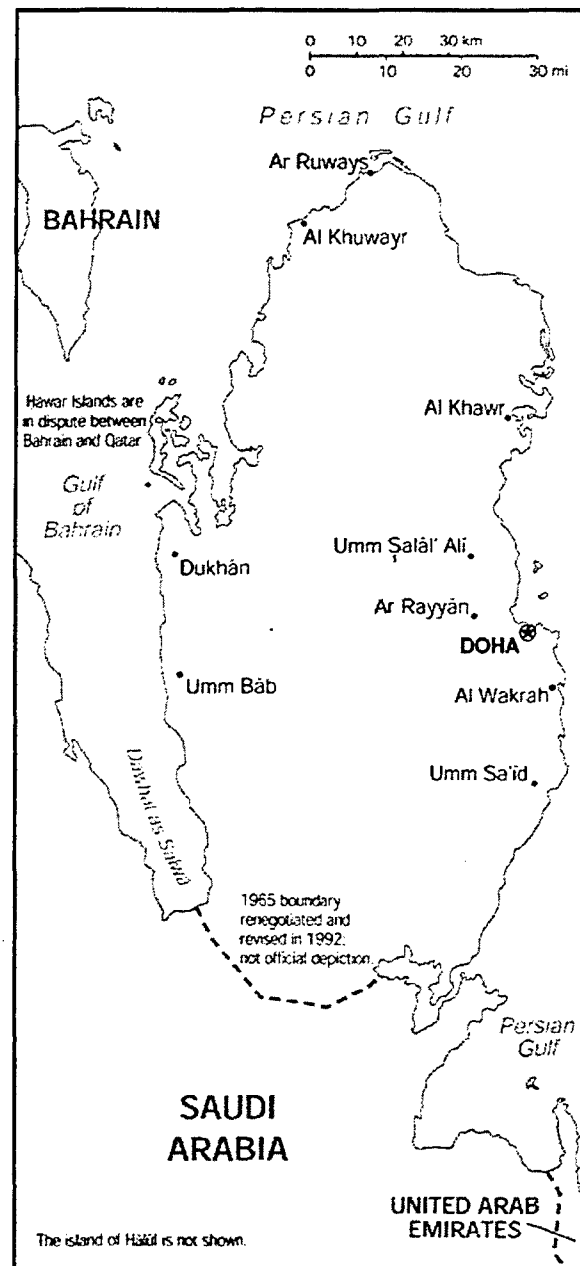 0 10 20 30 km
0 10 20 30 mi
Persian Gulf
Ar Ruways
BAHRAIN
Al Khuwayr
Hawar Islands are
in dispute between
Bahrain and Qatar
Al Khawr
Gulf
of
Bahrain
Umm Şalāl' Alī
Dukhān
Ar Rayyān
DOHA
Umm Bāb
Al Wakrah
Umm Sa'īd
Dawhat as Salwá
1965 boundary
renegotiated and
revised in 1992;
not official depiction.
Persian
Gulf
SAUDI
ARABIA
UNITED ARAB
EMIRATES
The island of Hālūl is not shown.